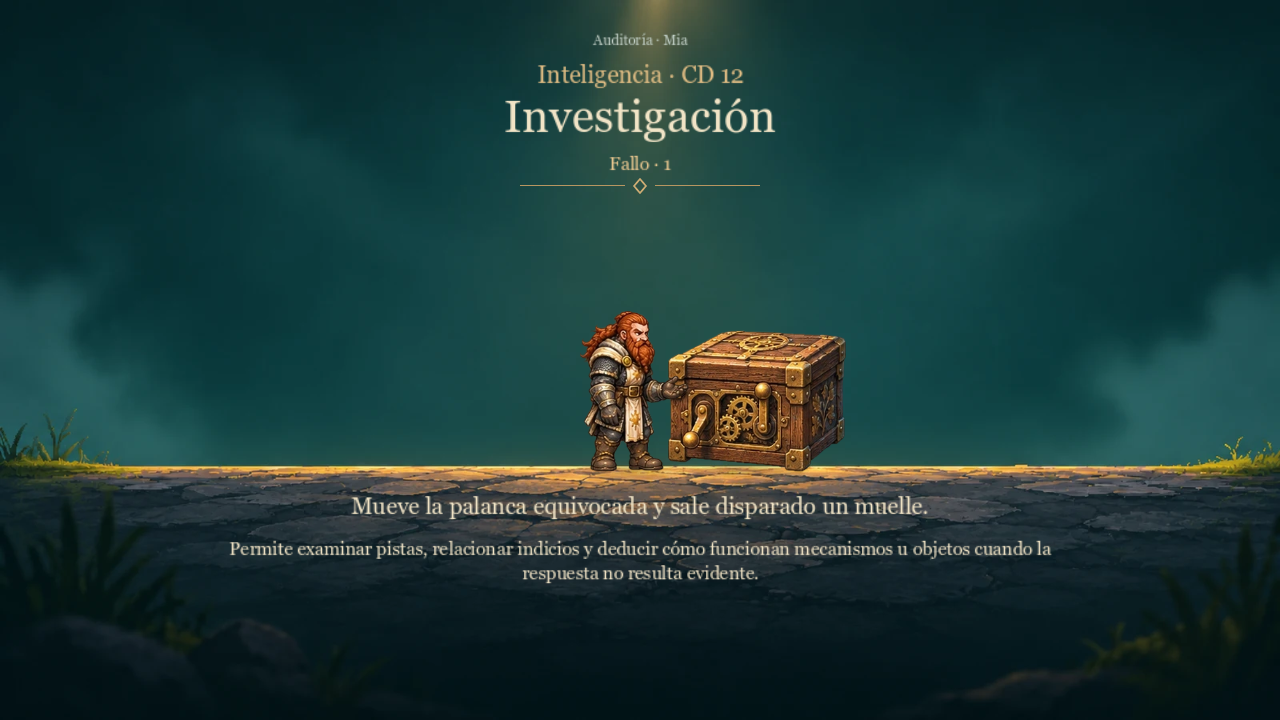 Auditoría · Mia
Inteligencia · CD 12
Investigación
Fallo · 1
Mueve la palanca equivocada y sale disparado un muelle.
Permite examinar pistas, relacionar indicios y deducir cómo funcionan mecanismos u objetos cuando la
respuesta no resulta evidente.